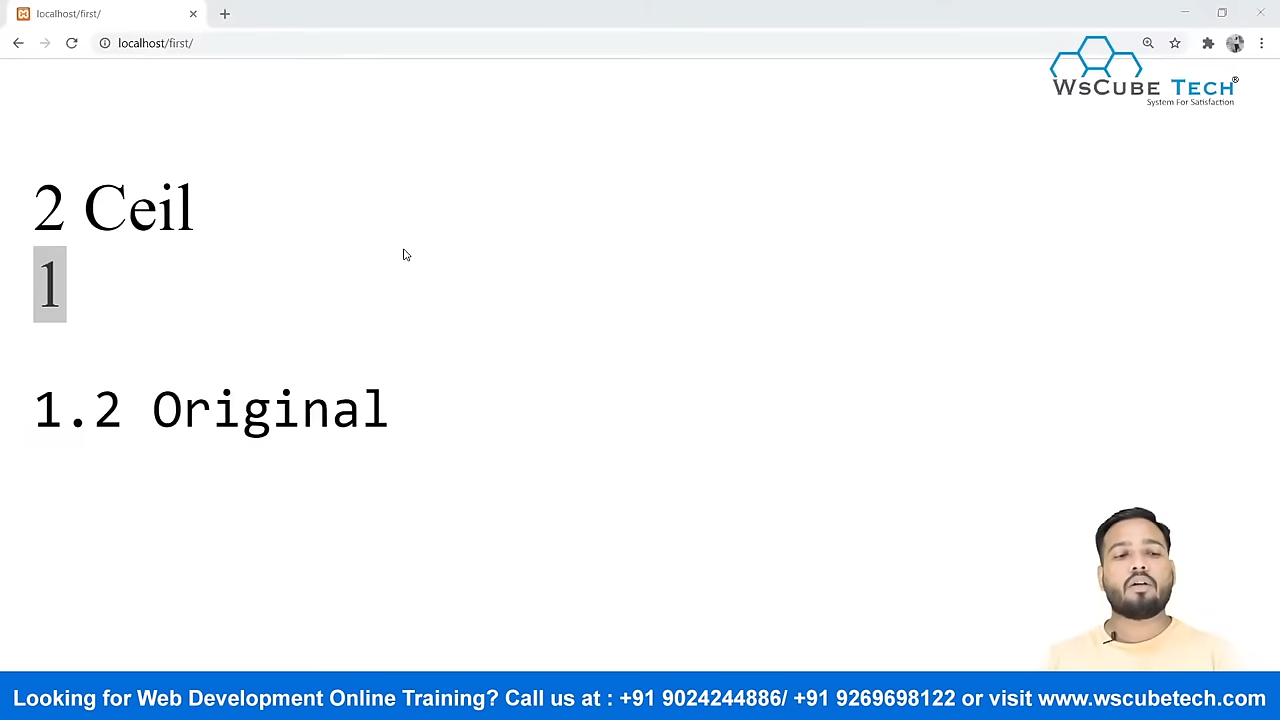 localhost/first/
localhost/first/
WsCube Tech®
System For Satisfaction
2 Ceil
1
1.2 Original
Looking for Web Development Online Training? Call us at : +91 9024244886/ +91 9269698122 or visit www.wscubetech.com